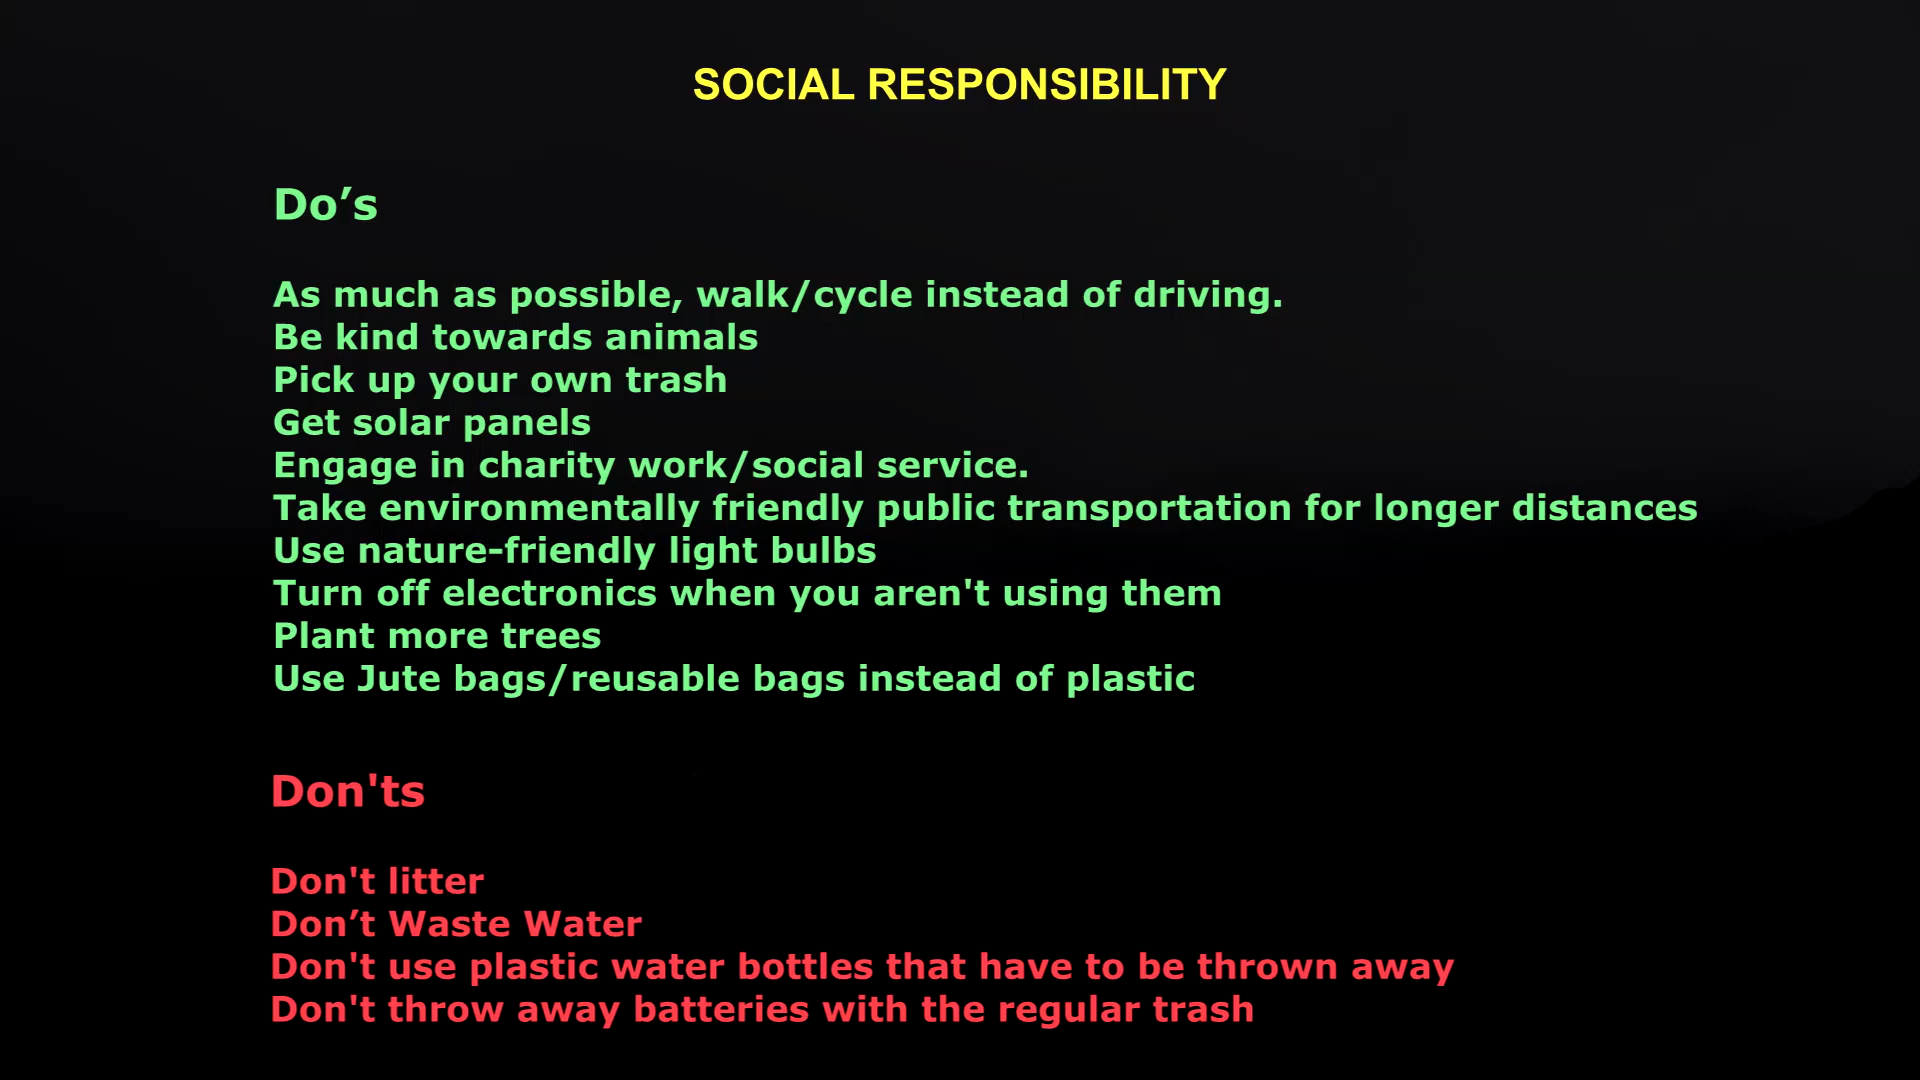 SOCIAL RESPONSIBILITY
Do’s
As much as possible, walk/cycle instead of driving.
Be kind towards animals
Pick up your own trash
Get solar panels
Engage in charity work/social service.
Take environmentally friendly public transportation for longer distances
Use nature-friendly light bulbs
Turn off electronics when you aren't using them
Plant more trees
Use Jute bags/reusable bags instead of plastic
Don'ts
Don't litter
Don’t Waste Water
Don't use plastic water bottles that have to be thrown away
Don't throw away batteries with the regular trash